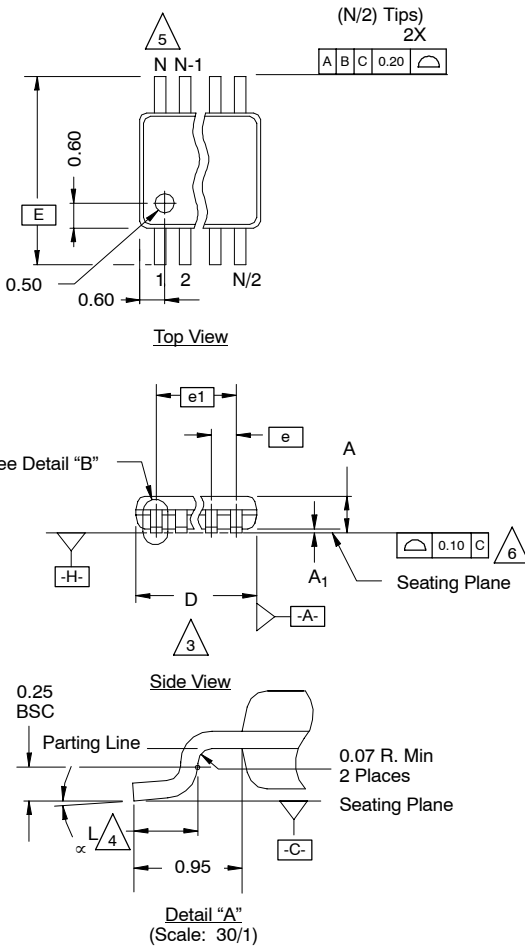 (N/2) Tips)
2X
5
N N-1
A B C 0.20
0.60
E
0.50
1 2 N/2
0.60
Top View
e1
e
ee Detail “B”
A
0.10 C
6
-H-
A1
Seating Plane
D
-A-
3
Side View
0.25
BSC
Parting Line
0.07 R. Min
2 Places
Seating Plane
L
4
∝
-C-
0.95
Detail “A”
(Scale: 30/1)